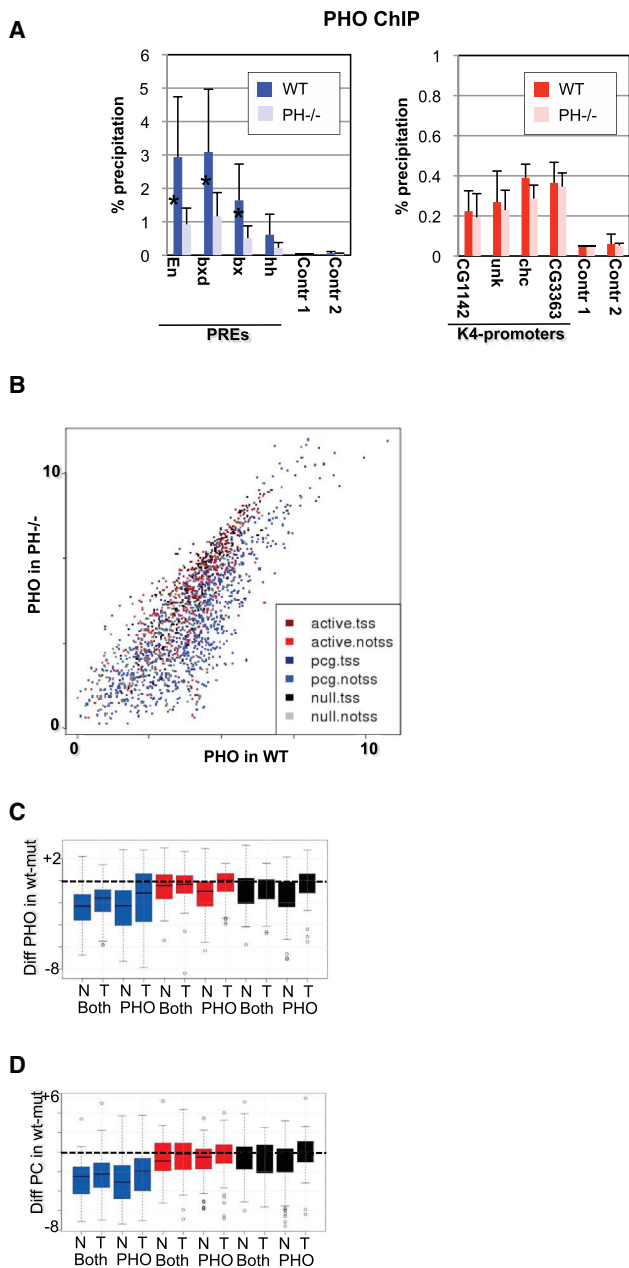 PHO ChIP
A
6
5
4
3
2
1
0
% precipitation
WT
PH-/-
*
*
*
En
bxd
bx
hh
Contr 1
Contr 2
PREs
1
0.8
0.6
0.4
0.2
0
% precipitation
WT
PH-/-
CG1142
unk
chc
CG3363
Contr 1
Contr 2
K4-promoters
B
10
0
PHO in PH-/-
active.tss
active.notss
pcg.tss
pcg.notss
null.tss
null.notss
0
10
PHO in WT
C
+2
-8
Diff PHO in wt-mut
N T N T N T N T N T N T
Both PHO Both PHO Both PHO
D
+6
-8
Diff PC in wt-mut
N T N T N T N T N T N T
Both PHO Both PHO Both PHO